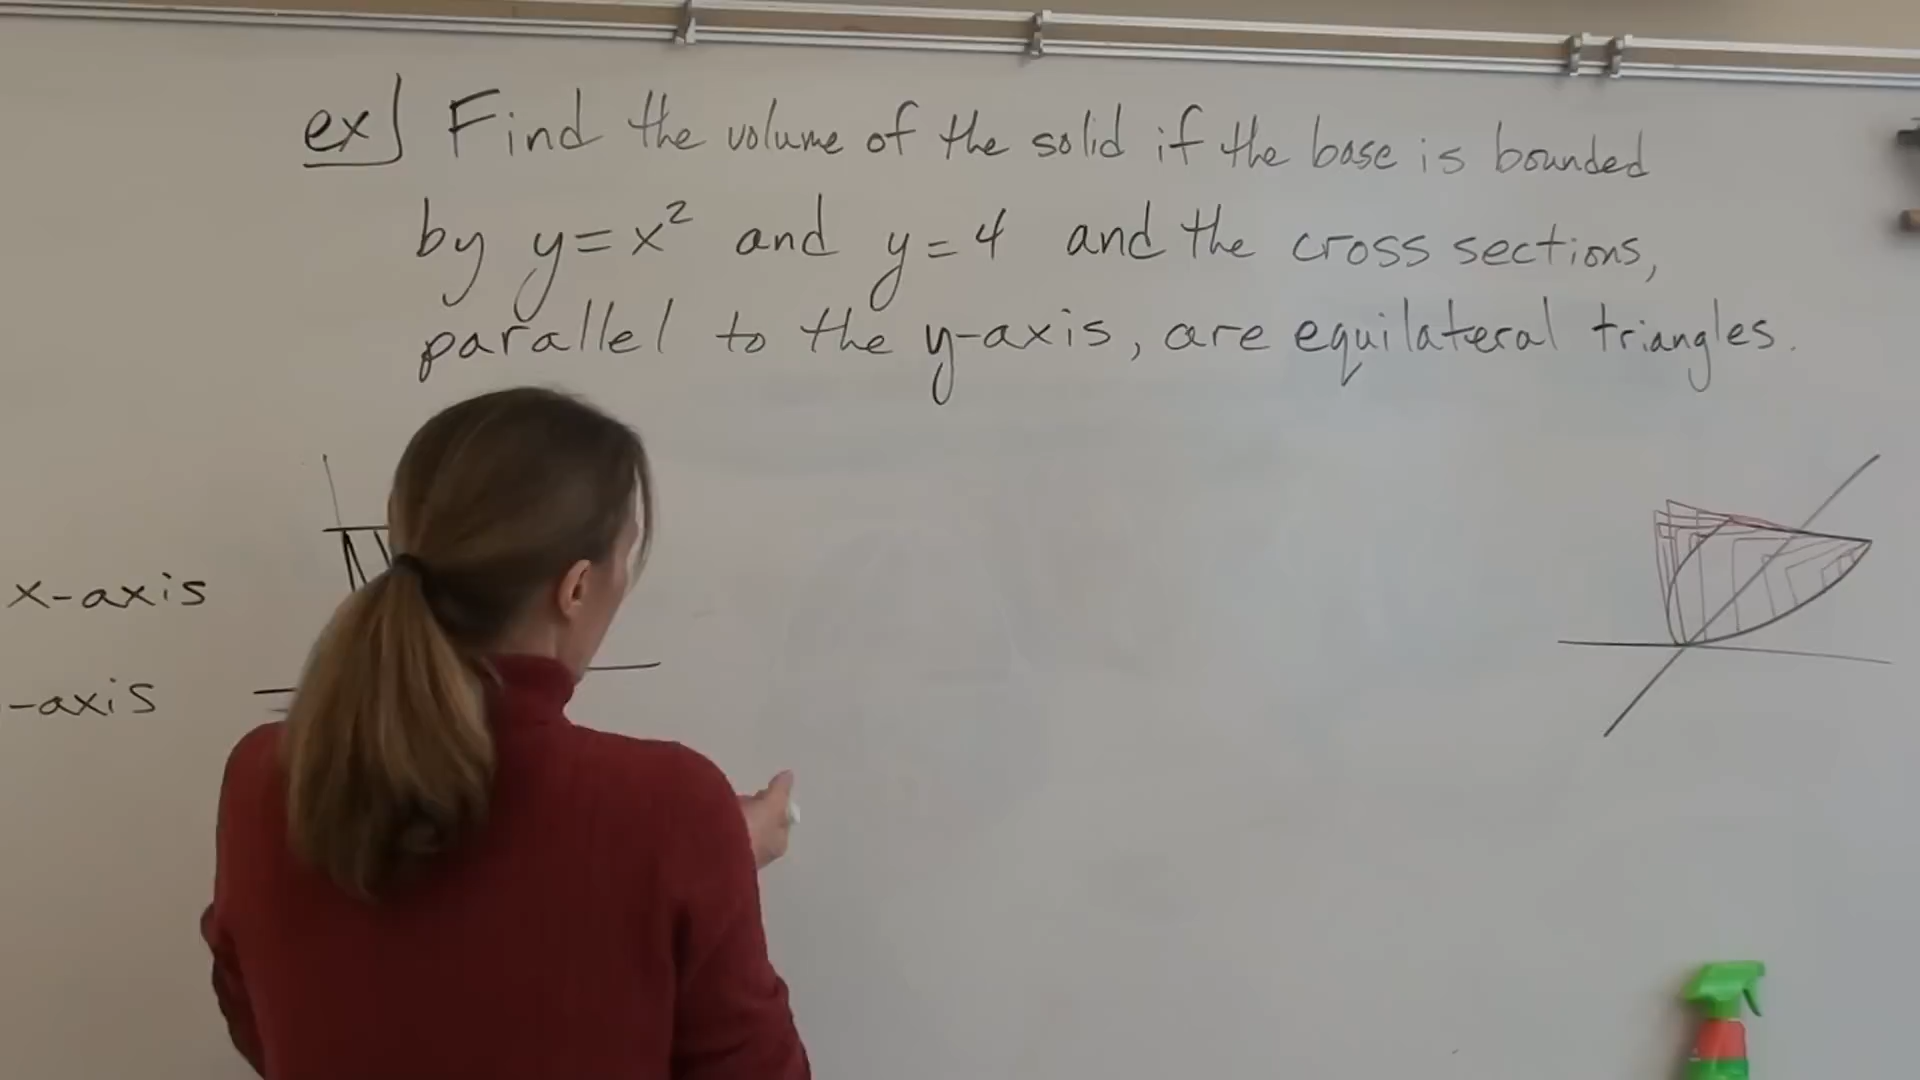 ex] Find the volume of the solid if the base is bounded
by y=x² and y=4 and the cross sections,
parallel to the y-axis, are equilateral triangles.
x-axis
-axis